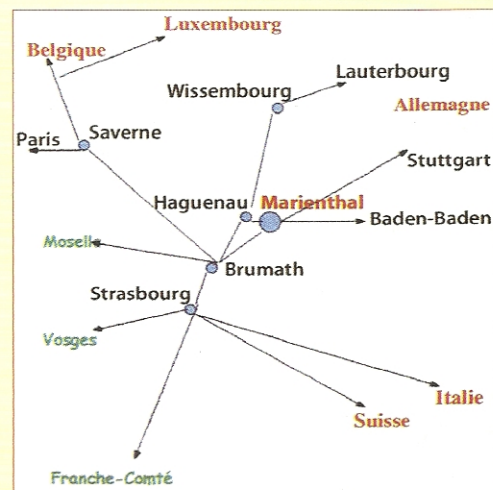 Luxembourg
Belgique
Lauterbourg
Wissembourg
Allemagne
Paris
Saverne
Stuttgart
Haguenau
Marienthal
Baden-Baden
Moselle
Brumath
Strasbourg
Vosges
Italie
Suisse
Franche-Comté